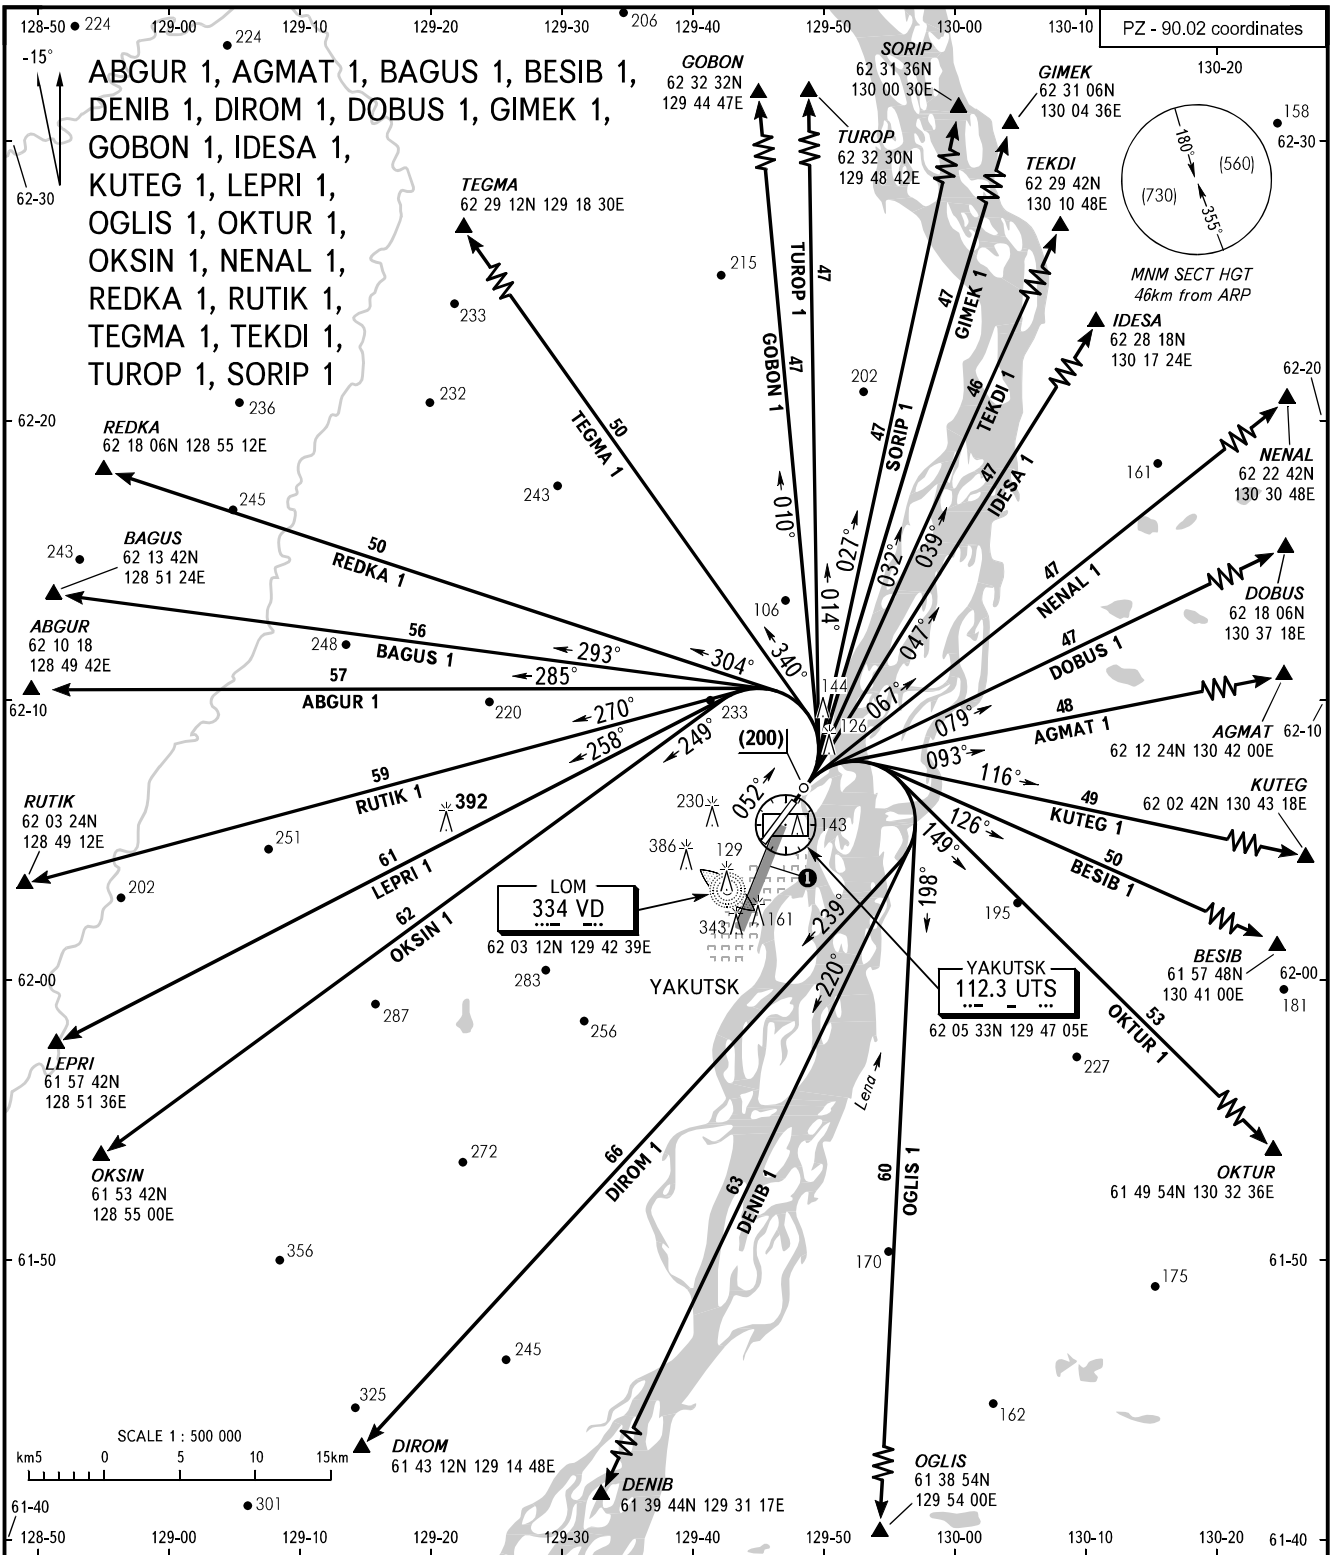 128-50
224
129-00
129-10
129-20
129-30
206
129-40
129-50
130-00
130-10
PZ - 90.02 coordinates
130-20
224
-15°
ABGUR 1, AGMAT 1, BAGUS 1, BESIB 1,
DENIB 1, DIROM 1, DOBUS 1, GIMEK 1,
GOBON 1, IDESA 1,
KUTEG 1, LEPRI 1,
OGLIS 1, OKTUR 1,
OKSIN 1, NENAL 1,
REDKA 1, RUTIK 1,
TEGMA 1, TEKDI 1,
TUROP 1, SORIP 1
GOBON
62 32 32N
129 44 47E
SORIP
62 31 36N
130 00 30E
GIMEK
62 31 06N
130 04 36E
TUROP
62 32 30N
129 48 42E
TEKDI
62 29 42N
130 10 48E
158
62-30
62-30
180°
(560)
(730)
355°
MNM SECT HGT
46km from ARP
TEGMA
62 29 12N 129 18 30E
IDESA
62 28 18N
130 17 24E
215
233
232
236
202
62-20
62-20
47
TUROP 1
47
GOBON 1
47
GIMEK 1
47
SORIP 1
46
TEKDI 1
47
IDESA 1
50
TEGMA 1
REDKA
62 18 06N 128 55 12E
NENAL
62 22 42N
130 30 48E
161
245
243
243
BAGUS
62 13 42N
128 51 24E
50
REDKA 1
010°
014°
027°
032°
039°
047°
106
47
NENAL 1
DOBUS
62 18 06N
130 37 18E
ABGUR
62 10 18
128 49 42E
62-10
248
56
BAGUS 1
57
ABGUR 1
293°
285°
304°
340°
270°
258°
249°
220
233
144
126
067°
079°
093°
47
DOBUS 1
48
AGMAT 1
AGMAT
62 12 24N 130 42 00E
62-10
(200)
052°
116°
126°
149°
198°
49
KUTEG 1
KUTEG
62 02 42N 130 43 18E
59
RUTIK 1
RUTIK
62 03 24N
128 49 12E
392
230
386
143
129
251
202
61
LEPRI 1
62
OKSIN 1
LOM
334 VD
62 03 12N 129 42 39E
343
161
1
239°
220°
50
BESIB 1
195
BESIB
61 57 48N
130 41 00E
62-00
62-00
181
YAKUTSK
YAKUTSK
112.3 UTS
62 05 33N 129 47 05E
283
287
256
LEPRI
61 57 42N
128 51 36E
53
OKTUR 1
227
Lena
272
OKSIN
61 53 42N
128 55 00E
66
DIROM 1
63
DENIB 1
60
OGLIS 1
OKTUR
61 49 54N 130 32 36E
356
61-50
61-50
170
175
245
325
162
SCALE 1 : 500 000
km5
0
5
10
15km
DIROM
61 43 12N 129 14 48E
DENIB
61 39 44N 129 31 17E
OGLIS
61 38 54N
129 54 00E
301
61-40
128-50
129-00
129-10
129-20
129-30
129-40
129-50
130-00
130-10
130-20
61-40